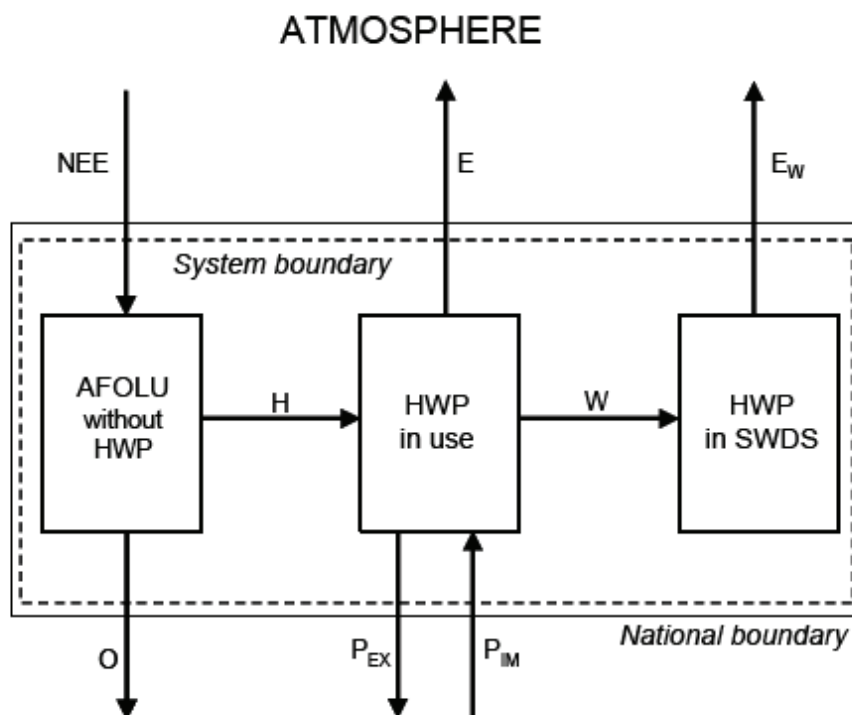 ATMOSPHERE
NEE
E
E_W
System boundary
AFOLU
without
HWP
H
HWP
in use
W
HWP
in SWDS
National boundary
O
P_EX
P_IM